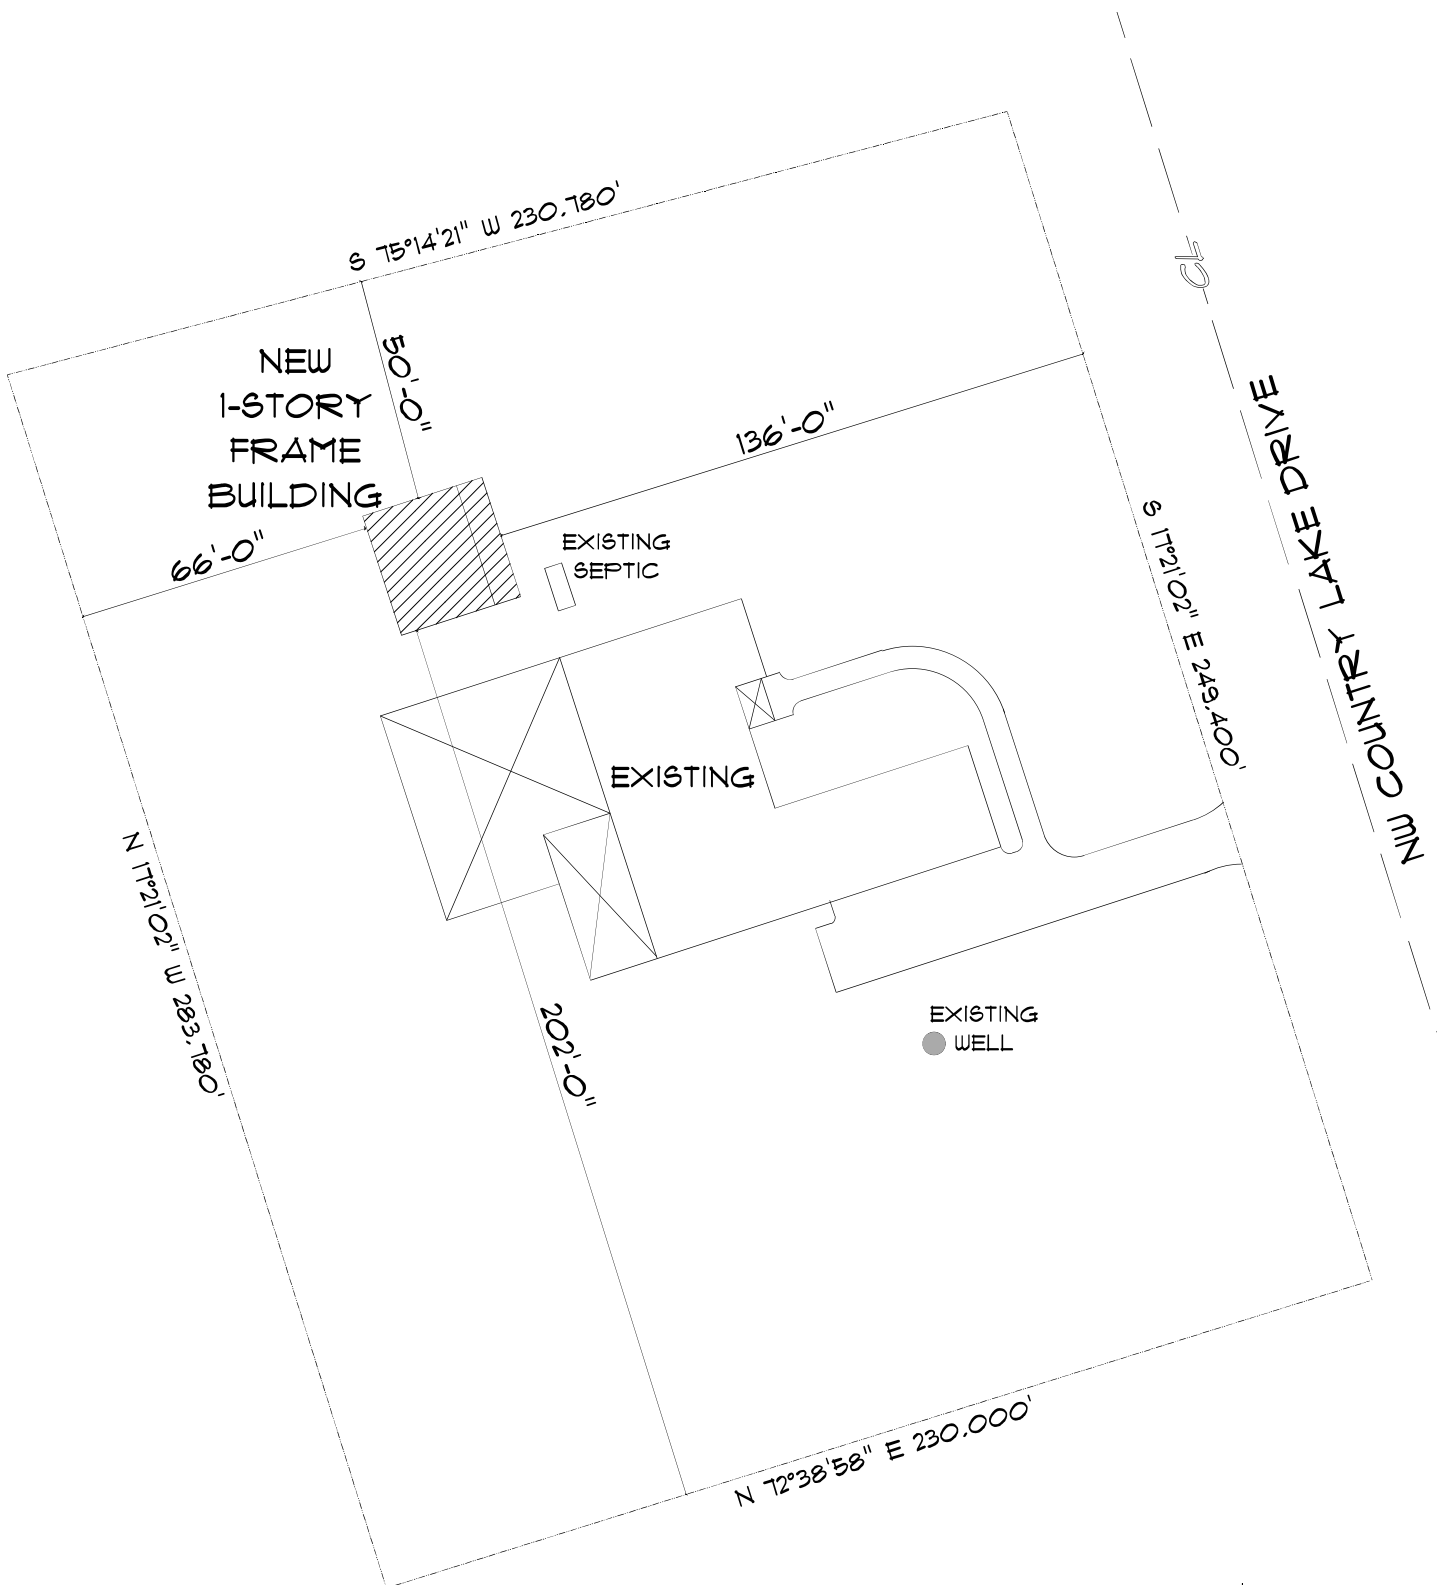 S 75°14'21" W 230.780'
CL
NEW
1-STORY
FRAME
BUILDING
50'-0"
136'-0"
66'-0"
EXISTING
SEPTIC
NW COUNTRY LAKE DRIVE
S 17°21'02" E 249.400'
EXISTING
N 17°21'02" W 283.780'
202'-0"
EXISTING
WELL
N 72°38'58" E 230.000'